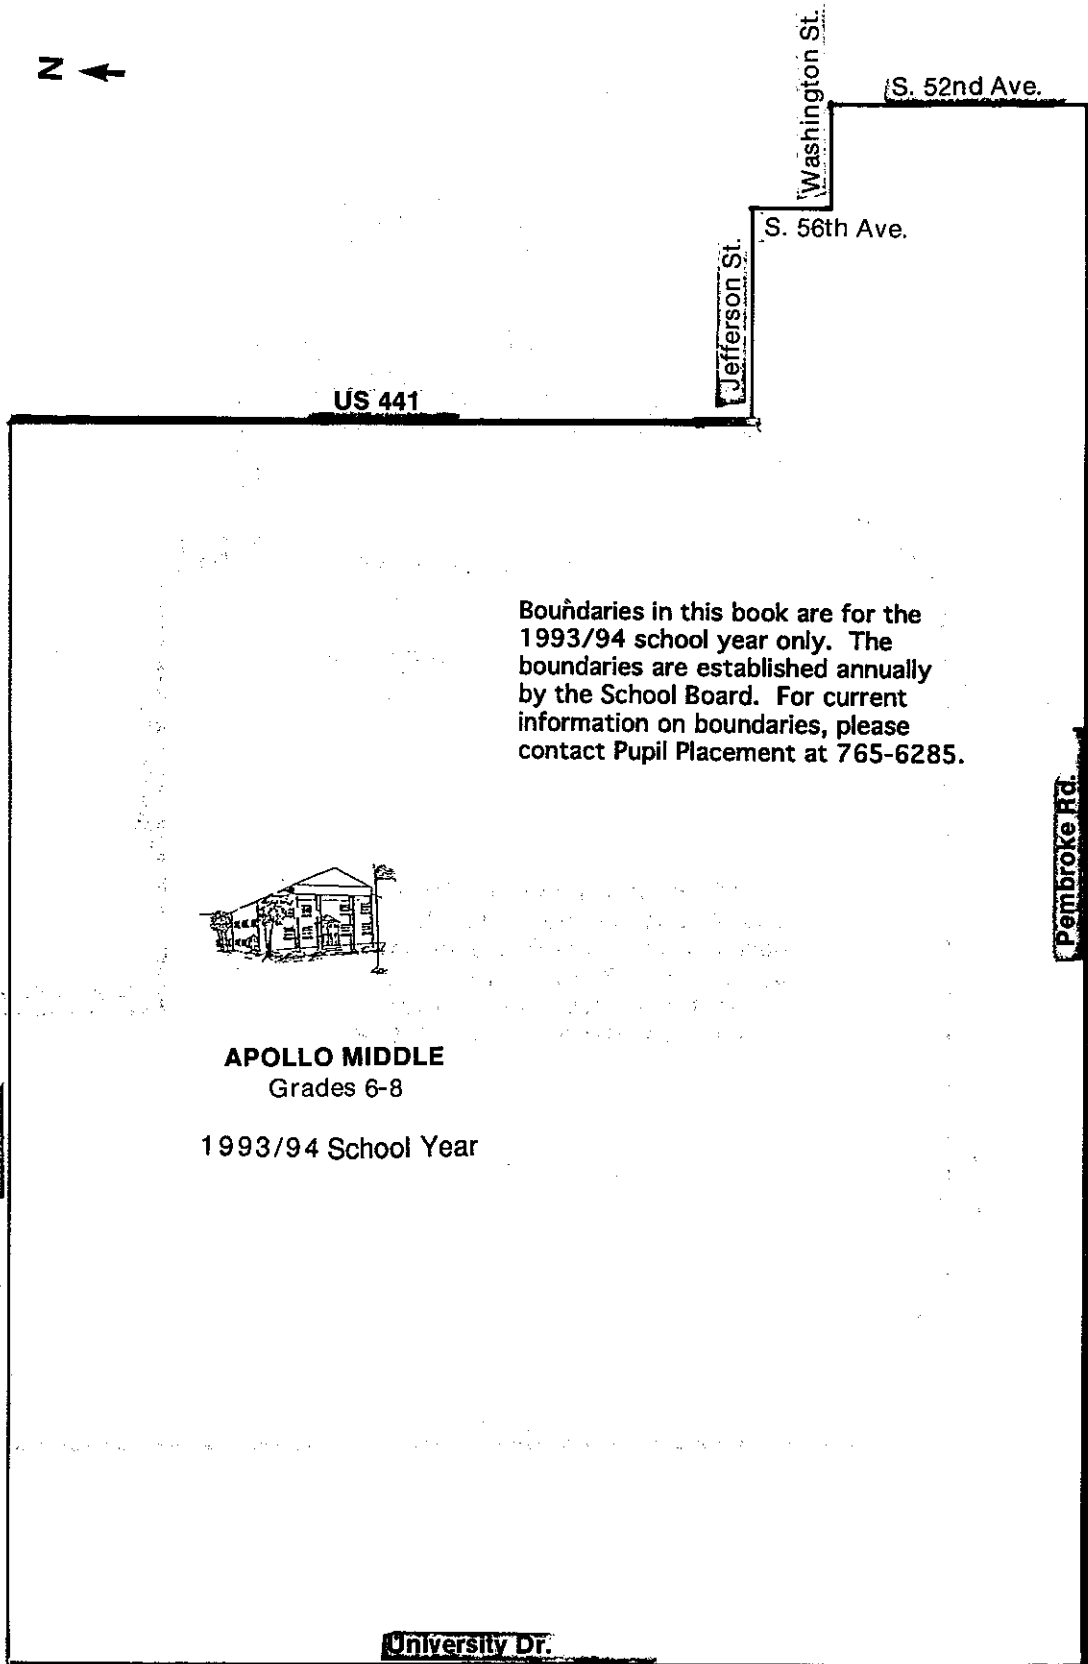 N
Washington St.
S. 52nd Ave.
S. 56th Ave.
Jefferson St.
US 441
Boundaries in this book are for the
1993/94 school year only. The
boundaries are established annually
by the School Board. For current
information on boundaries, please
contact Pupil Placement at 765-6285.
Pembroke Rd.
APOLLO MIDDLE
Grades 6-8
1993/94 School Year
University Dr.